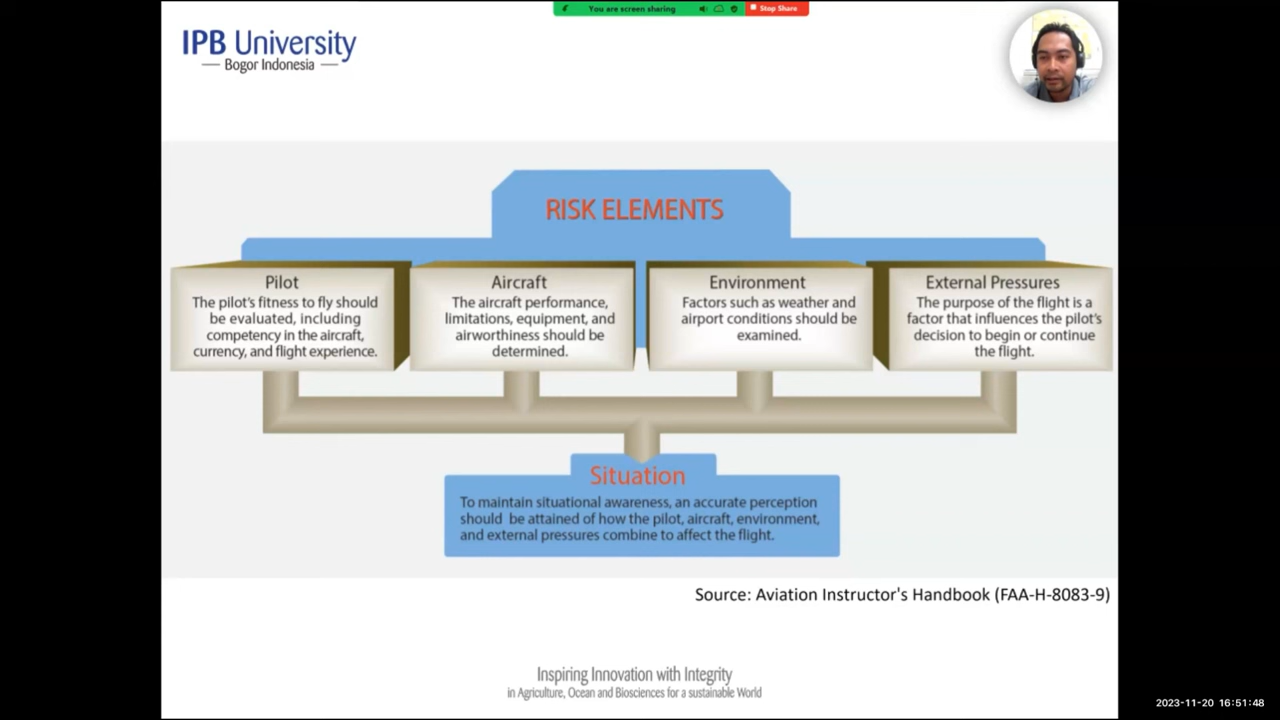 You are screen sharing
Stop Share
IPB University
Bogor Indonesia
RISK ELEMENTS
Pilot
The pilot's fitness to fly should
be evaluated, including
competency in the aircraft,
currency, and flight experience.
Aircraft
The aircraft performance,
limitations, equipment, and
airworthiness should be
determined.
Environment
Factors such as weather and
airport conditions should be
examined.
External Pressures
The purpose of the flight is a
factor that influences the pilot's
decision to begin or continue
the flight.
Situation
To maintain situational awareness, an accurate perception
should be attained of how the pilot, aircraft, environment,
and external pressures combine to affect the flight.
Source: Aviation Instructor's Handbook (FAA-H-8083-9)
Inspiring Innovation with Integrity
in Agriculture, Ocean and Biosciences for a sustainable World
2023-11-20 16:51:48